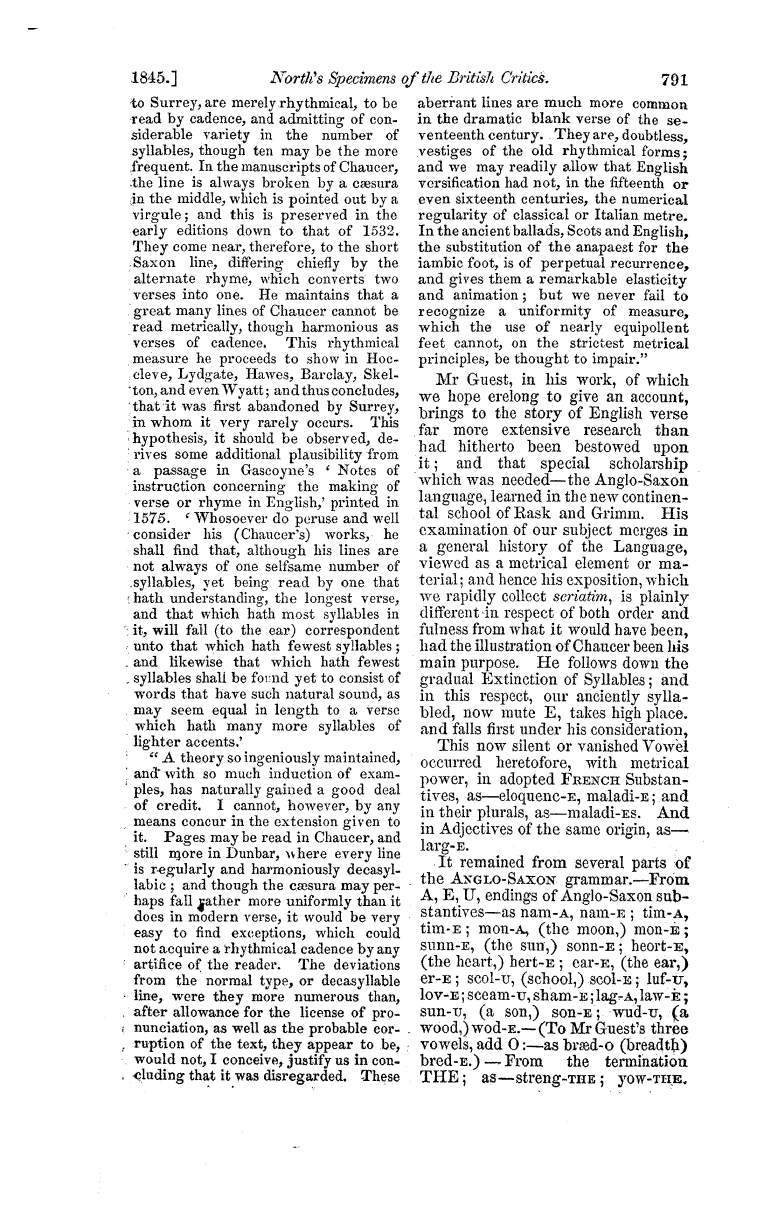 1845.] North's Specimens of the British Critics. 791
to Surrey, are merely rhythmical, to be
read by cadence, and admitting of con-
siderable variety in the number of
syllables, though ten may be the more
frequent. In the manuscripts of Chaucer,
the line is always broken by a cæsura
in the middle, which is pointed out by a
virgule; and this is preserved in the
early editions down to that of 1532.
They come near, therefore, to the short
Saxon line, differing chiefly by the
alternate rhyme, which converts two
verses into one. He maintains that a
great many lines of Chaucer cannot be
read metrically, though harmonious as
verses of cadence. This rhythmical
measure he proceeds to show in Hoc-
cleve, Lydgate, Hawes, Barclay, Skel-
ton, and even Wyatt; and thus concludes,
that it was first abandoned by Surrey,
in whom it very rarely occurs. This
hypothesis, it should be observed, de-
rives some additional plausibility from
a passage in Gascoyne's ‘ Notes of
instruction concerning the making of
verse or rhyme in English,’ printed in
1575. ‘ Whosoever do peruse and well
consider his (Chaucer's) works, he
shall find that, although his lines are
not always of one selfsame number of
syllables, yet being read by one that
hath understanding, the longest verse,
and that which hath most syllables in
it, will fall (to the ear) correspondent
unto that which hath fewest syllables;
and likewise that which hath fewest
syllables shall be found yet to consist of
words that have such natural sound, as
may seem equal in length to a verse
which hath many more syllables of
lighter accents.’
“ A theory so ingeniously maintained,
and with so much induction of exam-
ples, has naturally gained a good deal
of credit. I cannot, however, by any
means concur in the extension given to
it. Pages may be read in Chaucer, and
still more in Dunbar, where every line
is regularly and harmoniously decasyl-
labic; and though the cæsura may per-
haps fall rather more uniformly than it
does in modern verse, it would be very
easy to find exceptions, which could
not acquire a rhythmical cadence by any
artifice of the reader. The deviations
from the normal type, or decasyllable
line, were they more numerous than,
after allowance for the license of pro-
nunciation, as well as the probable cor-
ruption of the text, they appear to be,
would not, I conceive, justify us in con-
cluding that it was disregarded. These
aberrant lines are much more common
in the dramatic blank verse of the se-
venteenth century. They are, doubtless,
vestiges of the old rhythmical forms;
and we may readily allow that English
versification had not, in the fifteenth or
even sixteenth centuries, the numerical
regularity of classical or Italian metre.
In the ancient ballads, Scots and English,
the substitution of the anapaest for the
iambic foot, is of perpetual recurrence,
and gives them a remarkable elasticity
and animation; but we never fail to
recognize a uniformity of measure,
which the use of nearly equipollent
feet cannot, on the strictest metrical
principles, be thought to impair.”
Mr Guest, in his work, of which
we hope erelong to give an account,
brings to the story of English verse
far more extensive research than
had hitherto been bestowed upon
it; and that special scholarship
which was needed—the Anglo-Saxon
language, learned in the new continen-
tal school of Rask and Grimm. His
examination of our subject merges in
a general history of the Language,
viewed as a metrical element or ma-
terial; and hence his exposition, which
we rapidly collect seriatim, is plainly
different in respect of both order and
fulness from what it would have been,
had the illustration of Chaucer been his
main purpose. He follows down the
gradual Extinction of Syllables; and
in this respect, our anciently sylla-
bled, now mute E, takes high place.
and falls first under his consideration,
This now silent or vanished Vowel
occurred heretofore, with metrical
power, in adopted FRENCH Substan-
tives, as—eloquenc-E, maladi-E; and
in their plurals, as—maladi-ES. And
in Adjectives of the same origin, as—
larg-E.
It remained from several parts of
the ANGLO-SAXON grammar.—From
A, E, U, endings of Anglo-Saxon sub-
stantives—as nam-A, nam-E; tim-A,
tim-E; mon-A, (the moon,) mon-E;
sunn-E, (the sun,) sonn-E; heort-E,
(the heart,) hert-E; ear-E, (the ear,)
er-E; scol-U, (school,) scol-E; luf-U,
lov-E; sceam-U, sham-E; lag-A, law-E;
sun-U, (a son,) son-E; wud-U, (a
wood,) wod-E.—(To Mr Guest's three
vowels, add O:—as bræd-o (breadth)
bred-E.) — From the termination
THE; as—streng-THE; yow-THE.